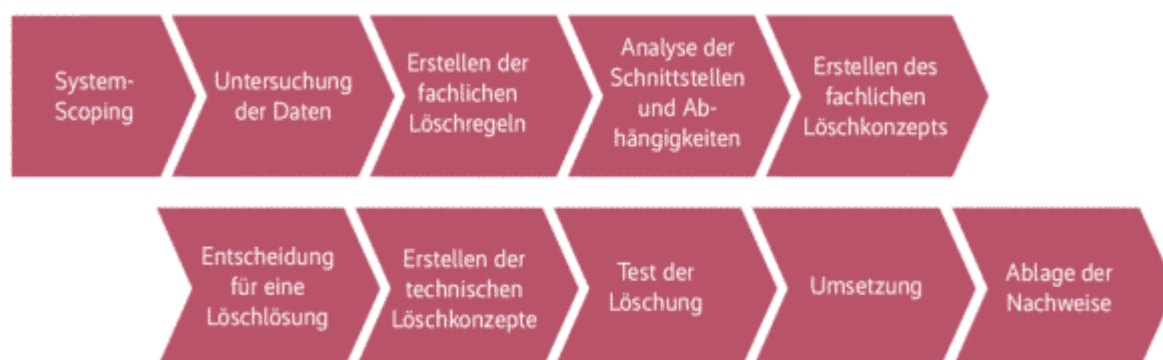 System-
Scoping
Untersuchung
der Daten
Erstellen der
fachlichen
Löschregeln
Analyse der
Schnittstellen
und Ab-
hängigkeiten
Erstellen des
fachlichen
Löschkonzepts
Entscheidung
für eine
Löschlösung
Erstellen der
technischen
Löschkonzepte
Test der
Löschung
Umsetzung
Ablage der
Nachweise